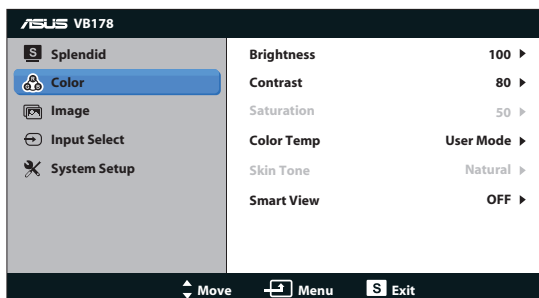 ASUS VB178
S Splendid
Color
Image
Input Select
System Setup
Brightness 100
Contrast 80
Saturation 50
Color Temp User Mode
Skin Tone Natural
Smart View OFF
Move Menu S Exit